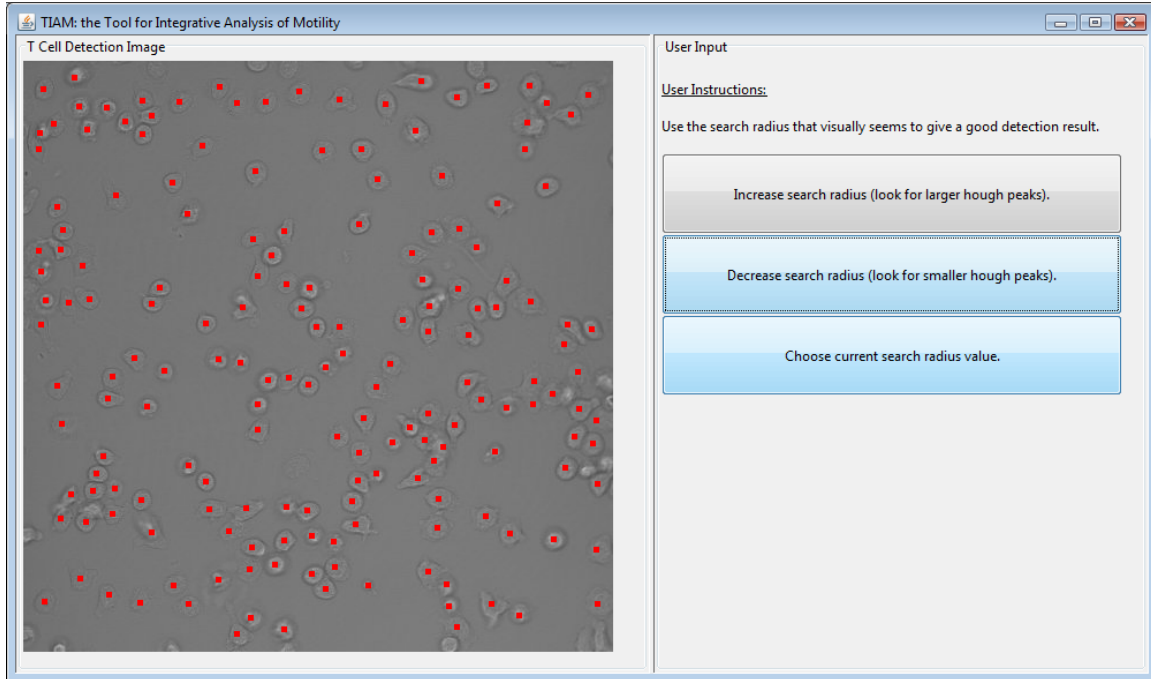 TIAM: the Tool for Integrative Analysis of Motility
T Cell Detection Image
User Input
User Instructions:
Use the search radius that visually seems to give a good detection result.
Increase search radius (look for larger hough peaks).
Decrease search radius (look for smaller hough peaks).
Choose current search radius value.